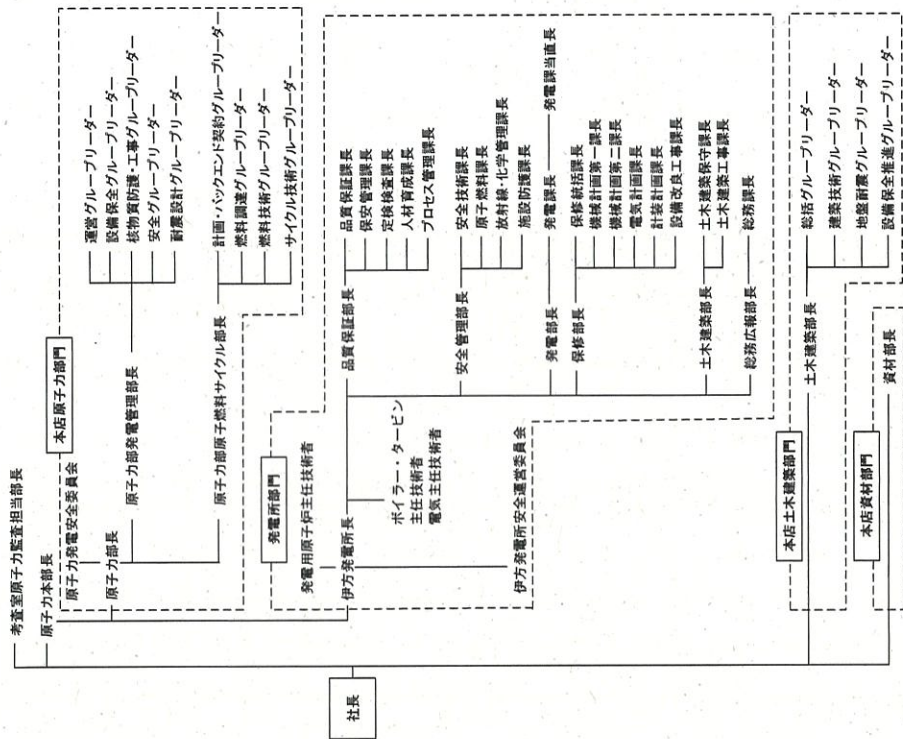 社長
考査室原子力監査担当部長
原子力本部長
本店原子力部門
原子力発電安全委員会
原子力部長
原子力部発電管理部長
運営グループリーダー
設備保全グループリーダー
核物質防護・工事グループリーダー
安全グループリーダー
耐震設計グループリーダー
原子力部原子燃料サイクル部長
計画・バックエンド契約グループリーダー
燃料調達グループリーダー
燃料技術グループリーダー
サイクル技術グループリーダー
発電所部門
発電用原子炉主任技術者
伊方発電所長
ボイラー・タービン
主任技術者
電気主任技術者
伊方発電所安全運営委員会
品質保証部長
品質保証課長
保安管理課長
定検検査課長
人材育成課長
プロセス管理課長
安全管理部長
安全技術課長
原子燃料課長
放射線・化学管理課長
施設防護課長
発電部長
発電課長
発電課当直長
保修部長
保修統括課長
機械計画第一課長
機械計画第二課長
電気計画課長
計装計画課長
設備改良工事課長
土木建築部長
土木建築保守課長
土木建築工事課長
総務広報部長
総務課長
本店土木建築部門
土木建築部長
総括グループリーダー
建築技術グループリーダー
地盤耐震グループリーダー
設備保全推進グループリーダー
本店資材部門
資材部長